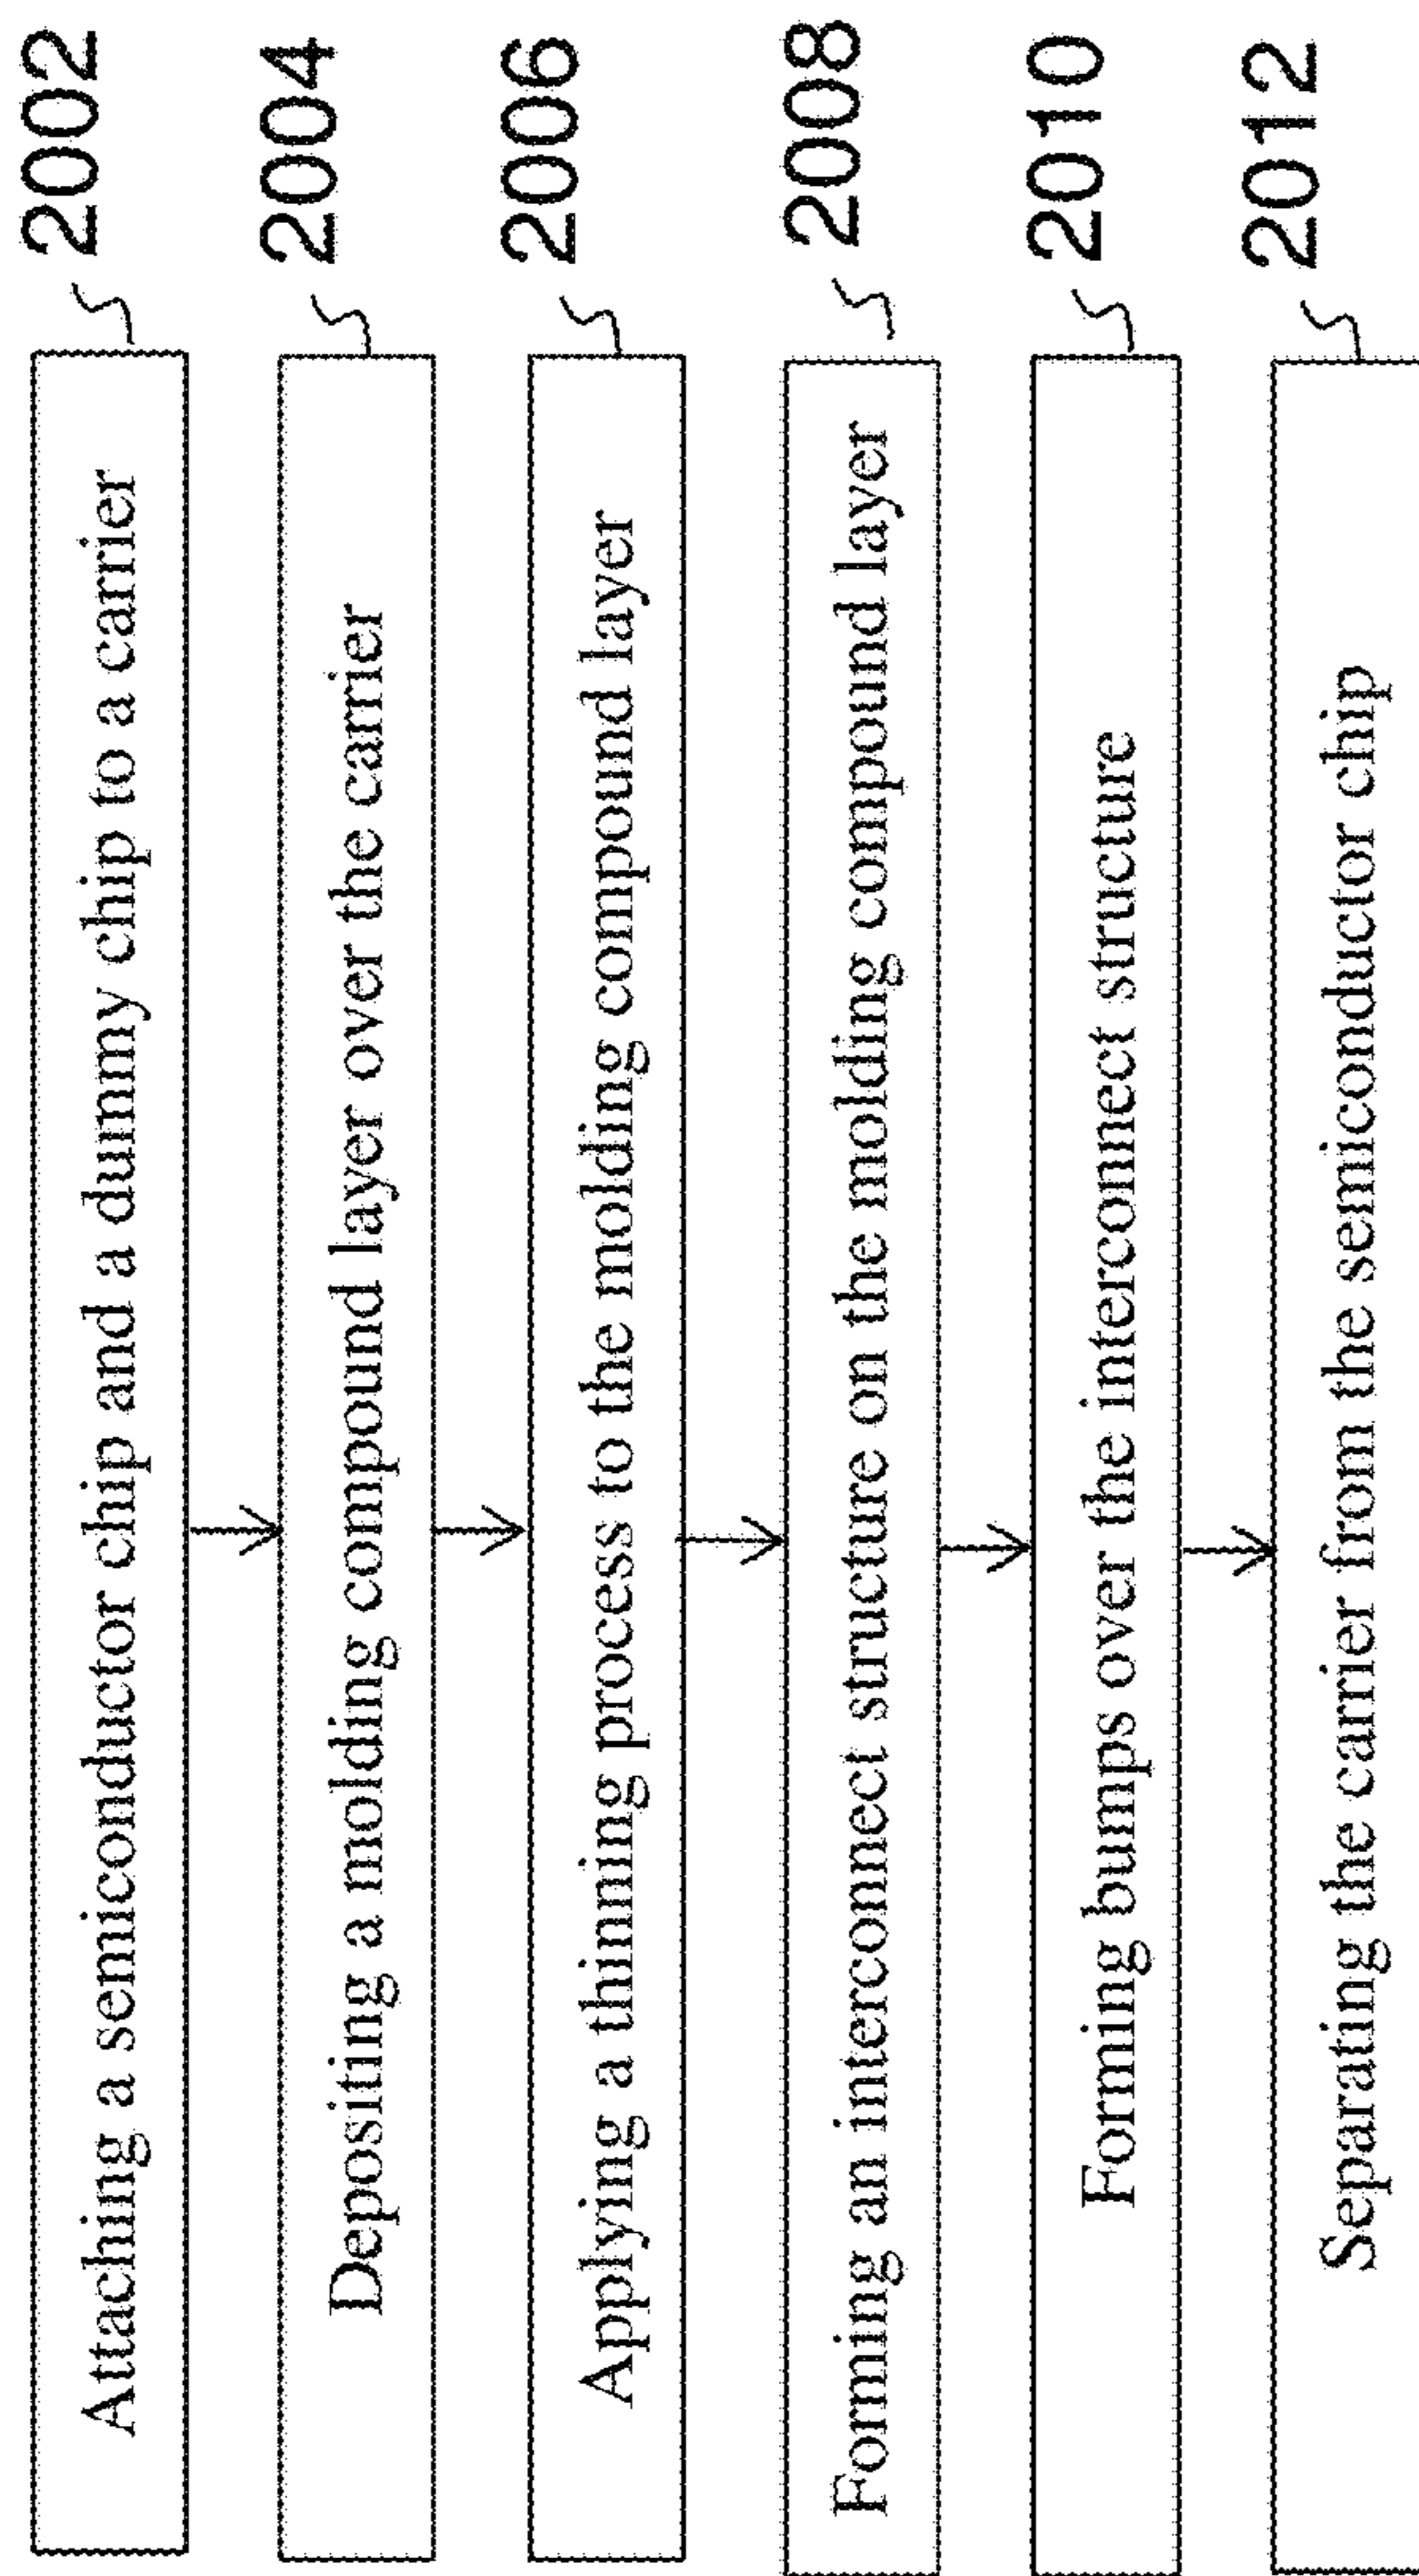 Attaching a semiconductor chip and a dummy chip to a carrier 2002
Depositing a molding compound layer over the carrier 2004
Applying a thinning process to the molding compound layer 2006
Forming an interconnect structure on the molding compound layer 2008
Forming bumps over the interconnect structure 2010
Separating the carrier from the semiconductor chip 2012